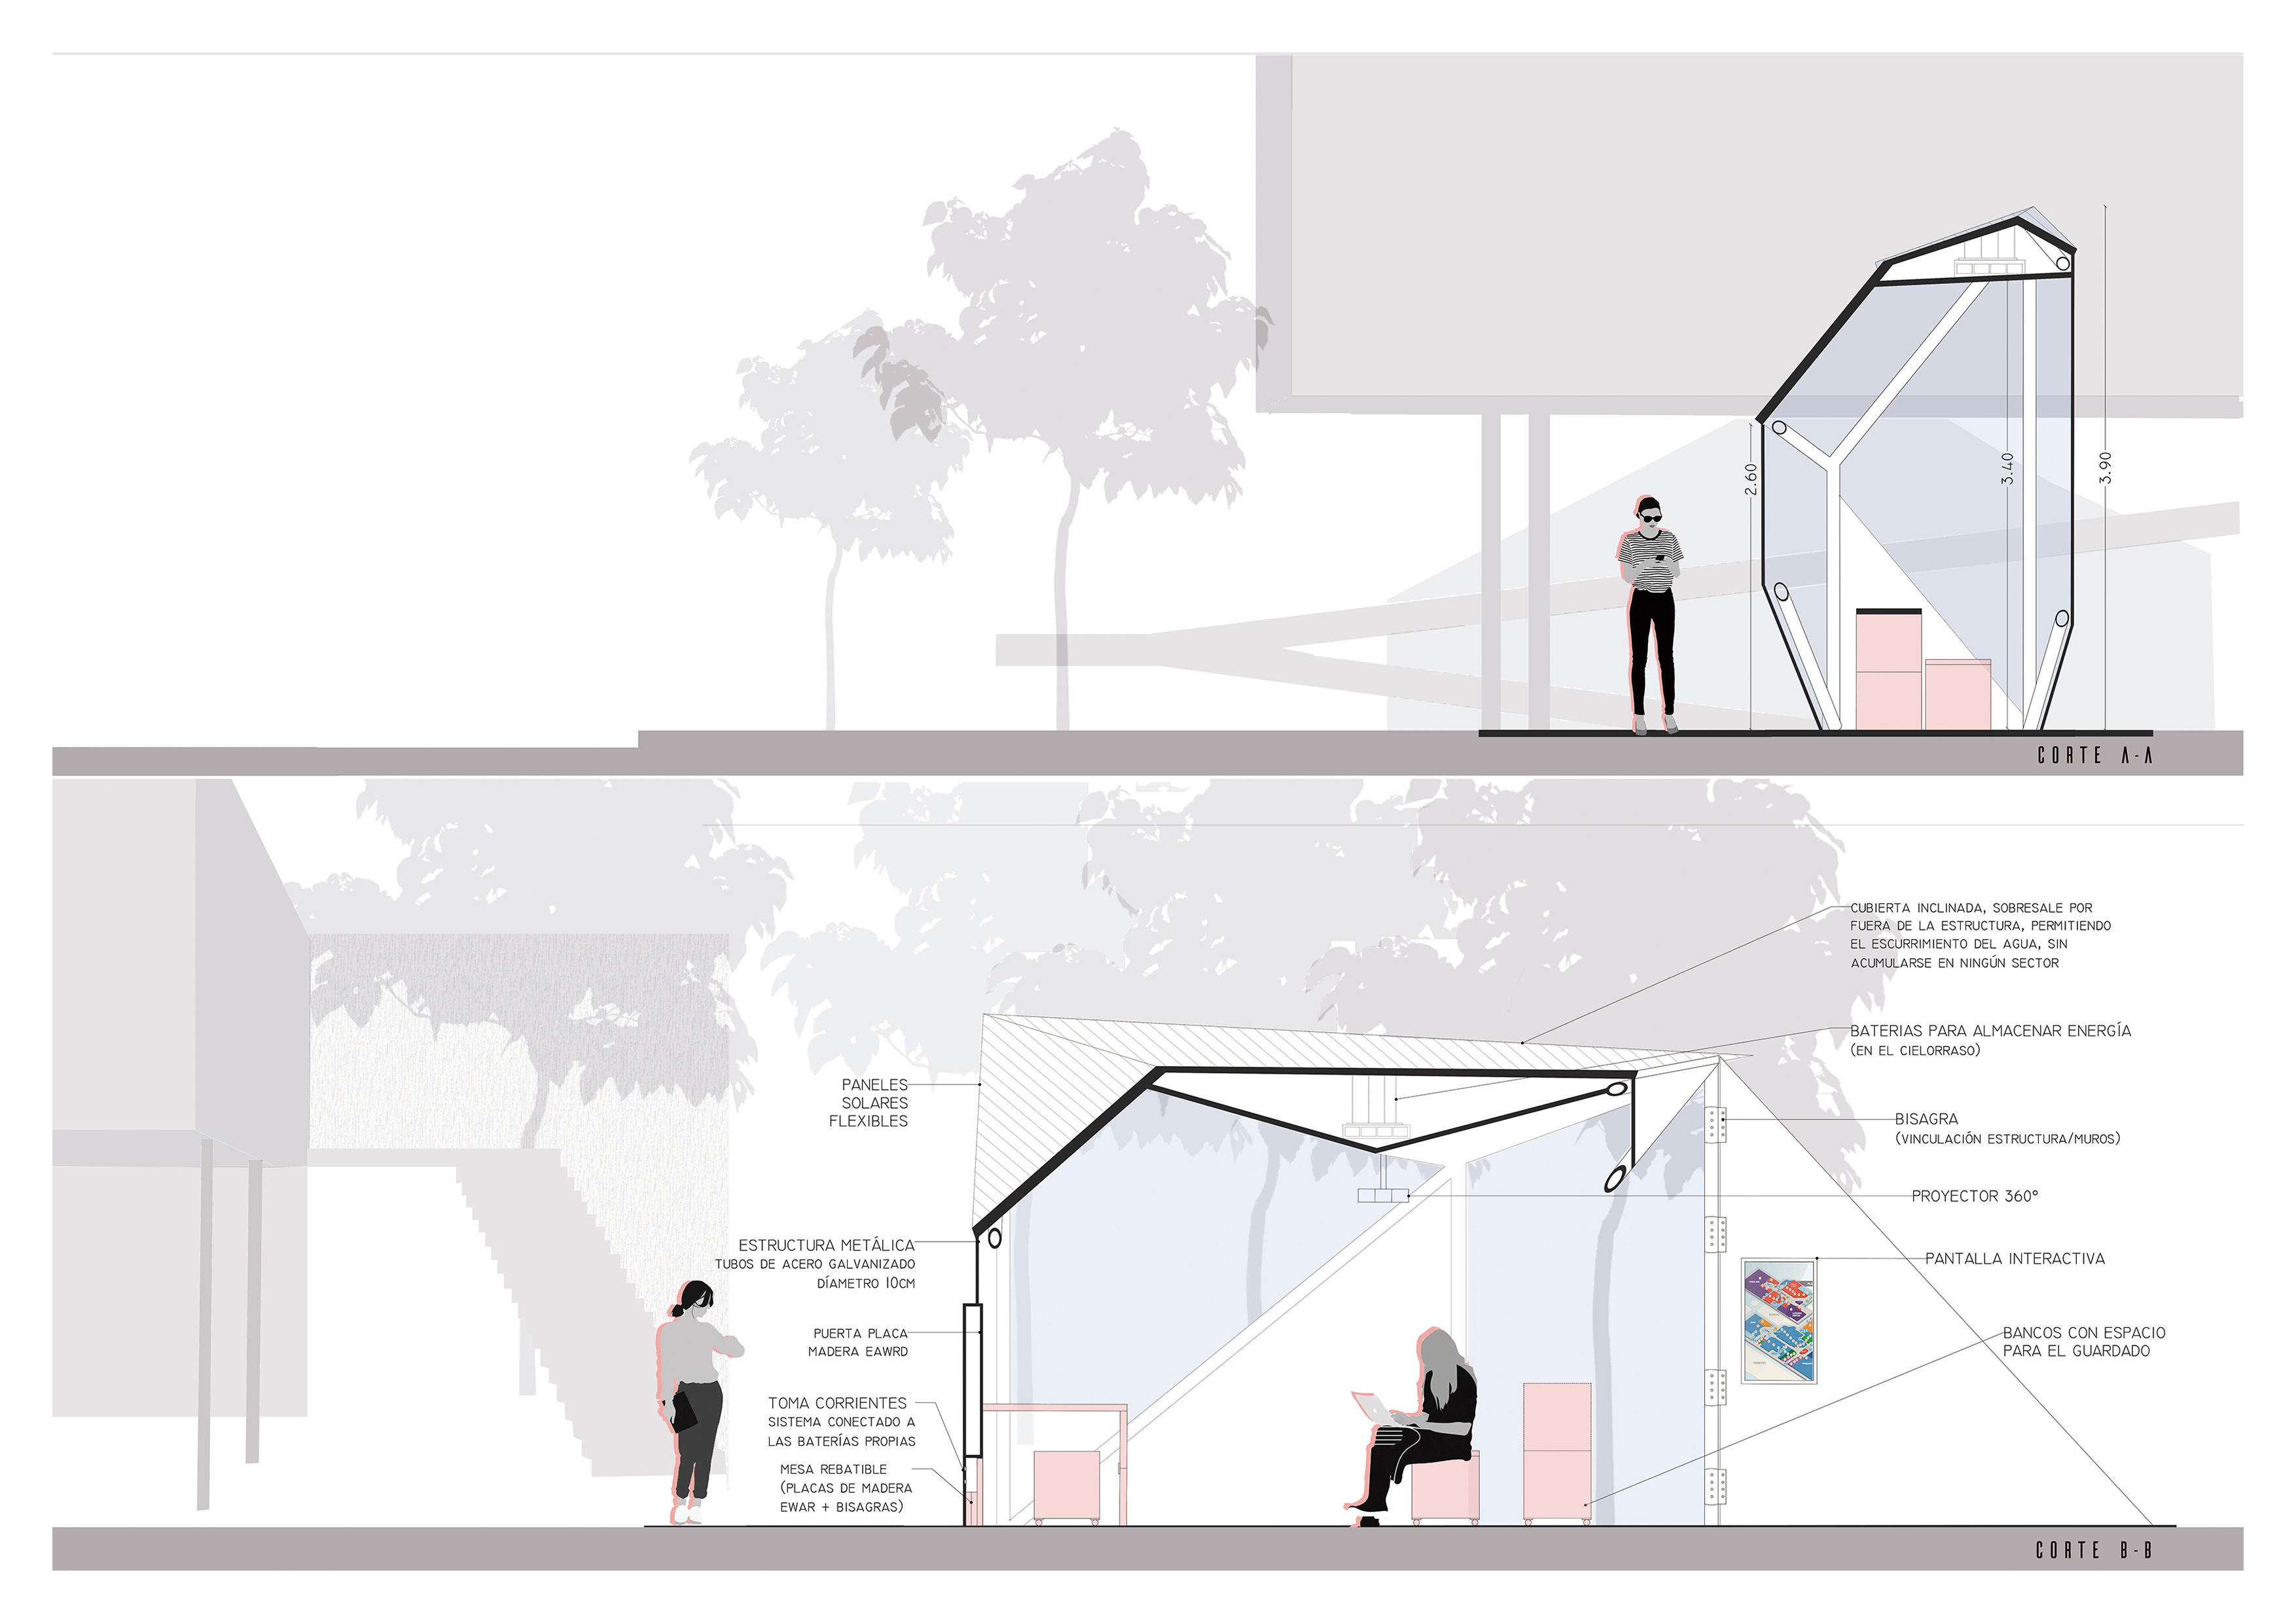 2.60
3.40
3.90
CORTE A-A
CUBIERTA INCLINADA, SOBRESALE POR
FUERA DE LA ESTRUCTURA, PERMITIENDO
EL ESCURRIMIENTO DEL AGUA, SIN
ACUMULARSE EN NINGÚN SECTOR
BATERIAS PARA ALMACENAR ENERGÍA
(EN EL CIELORRASO)
PANELES
SOLARES
FLEXIBLES
BISAGRA
(VINCULACIÓN ESTRUCTURA/MUROS)
PROYECTOR 360°
ESTRUCTURA METÁLICA
TUBOS DE ACERO GALVANIZADO
DÍAMETRO 10CM
PANTALLA INTERACTIVA
PUERTA PLACA
MADERA EAWRD
BANCOS CON ESPACIO
PARA EL GUARDADO
TOMA CORRIENTES
SISTEMA CONECTADO A
LAS BATERÍAS PROPIAS
MESA REBATIBLE
(PLACAS DE MADERA
EWAR + BISAGRAS)
CORTE B-B